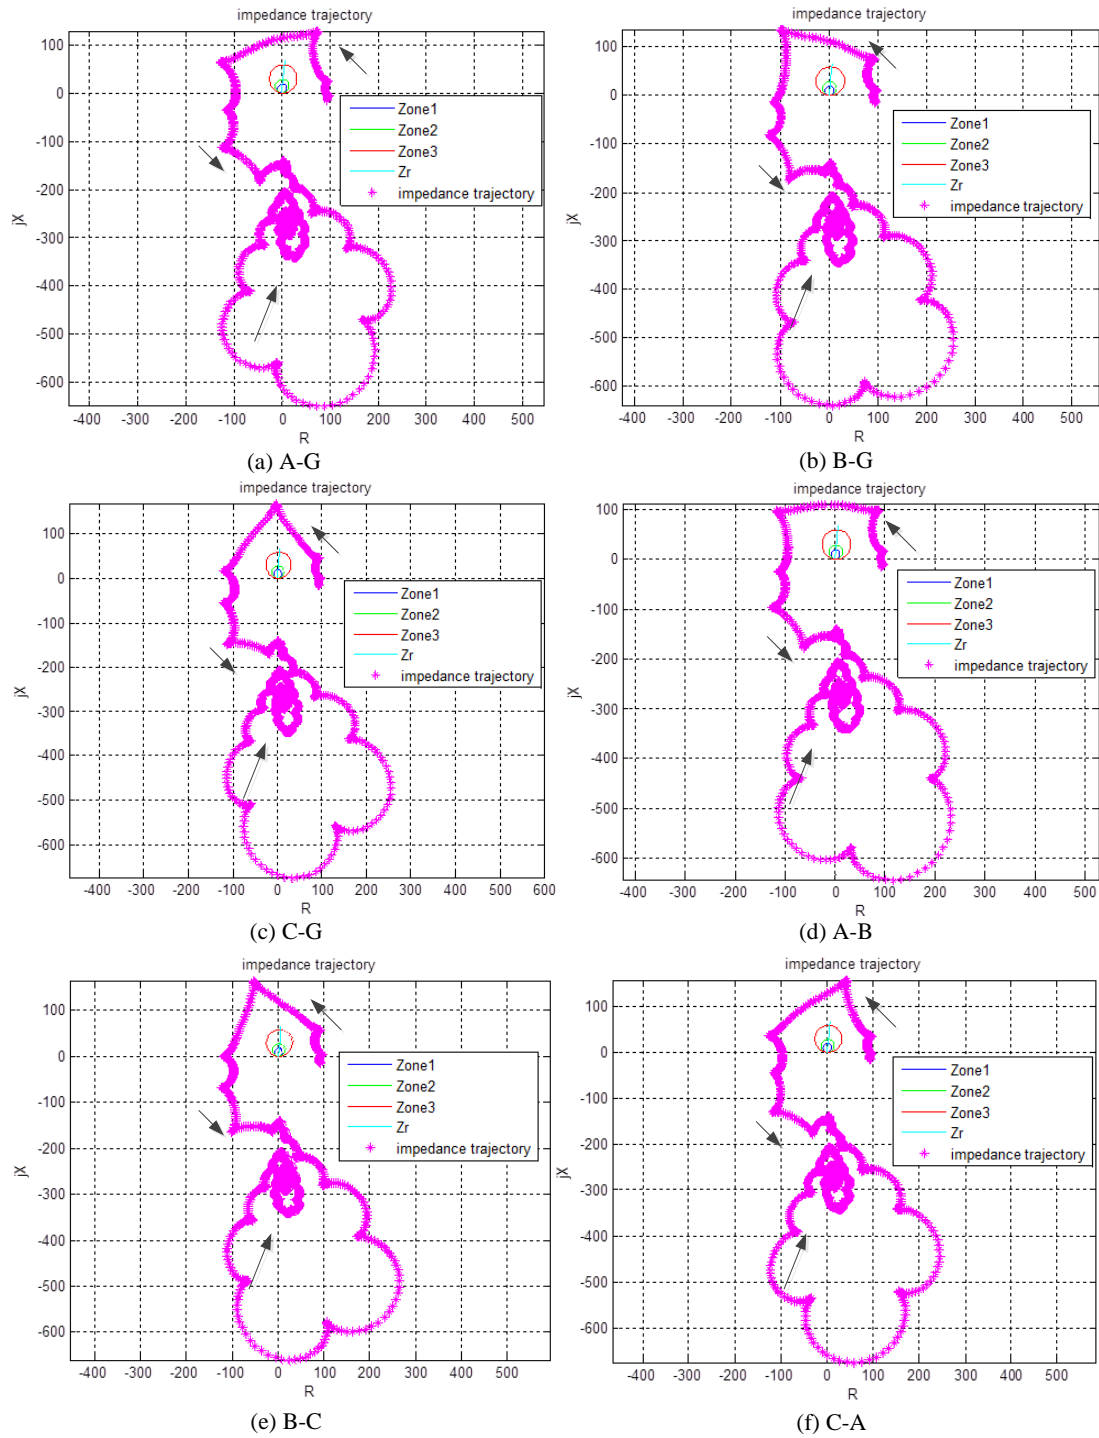 impedance trajectory
100
0
-100
-200
-300
-400
-500
-600
jX
-400 -300 -200 -100 0 100 200 300 400 500
R
Zone1
Zone2
Zone3
Zr
impedance trajectory
(a) A-G
impedance trajectory
100
0
-100
-200
-300
-400
-500
-600
jX
-400 -300 -200 -100 0 100 200 300 400 500
R
Zone1
Zone2
Zone3
Zr
impedance trajectory
(b) B-G
impedance trajectory
100
0
-100
-200
-300
-400
-500
-600
jX
-400 -300 -200 -100 0 100 200 300 400 500 600
R
Zone1
Zone2
Zone3
Zr
impedance trajectory
(c) C-G
impedance trajectory
100
0
-100
-200
-300
-400
-500
-600
jX
-400 -300 -200 -100 0 100 200 300 400 500
R
Zone1
Zone2
Zone3
Zr
impedance trajectory
(d) A-B
impedance trajectory
100
0
-100
-200
-300
-400
-500
-600
jX
-400 -300 -200 -100 0 100 200 300 400 500
R
Zone1
Zone2
Zone3
Zr
impedance trajectory
(e) B-C
impedance trajectory
100
0
-100
-200
-300
-400
-500
-600
jX
-400 -300 -200 -100 0 100 200 300 400 500
R
Zone1
Zone2
Zone3
Zr
impedance trajectory
(f) C-A